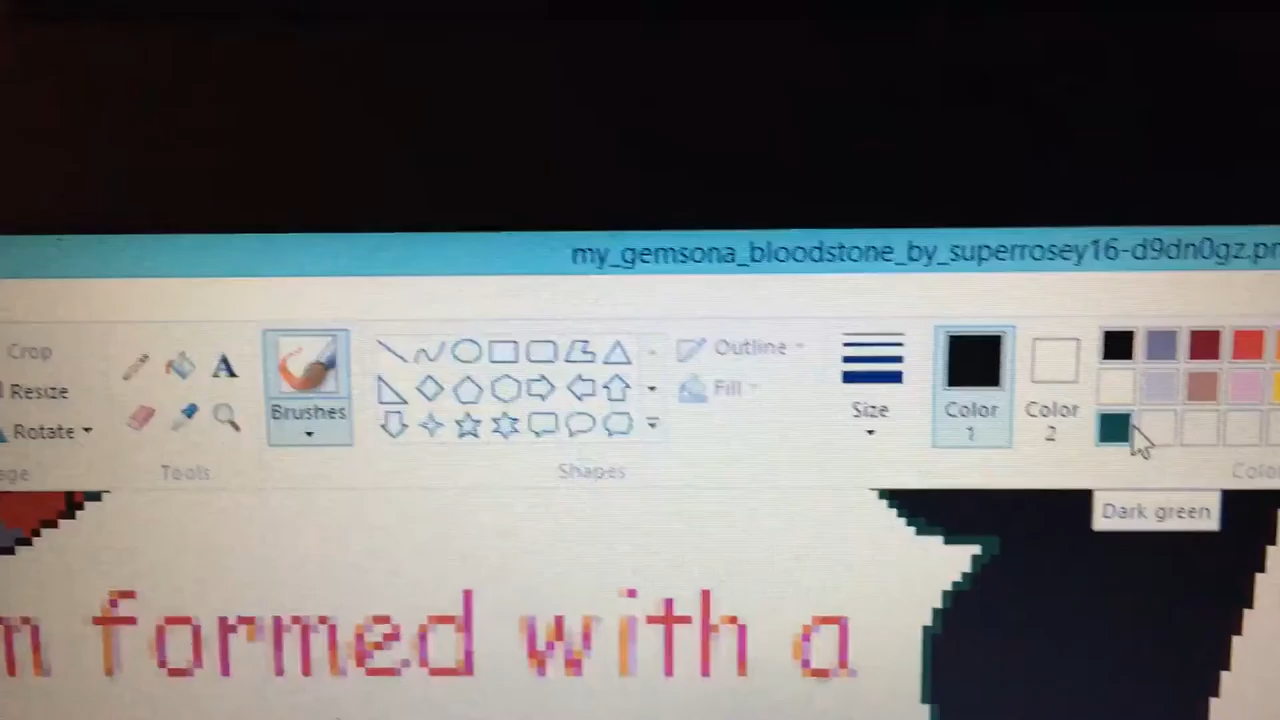 my_gemsona_bloodstone_by_superrosey16-d9dn0gz.pn
Crop
Resize
Rotate
A
Brushes
Outline
Fill
Size
Color
1
Color
2
Tools
Shapes
Colo
Dark green
formed with a